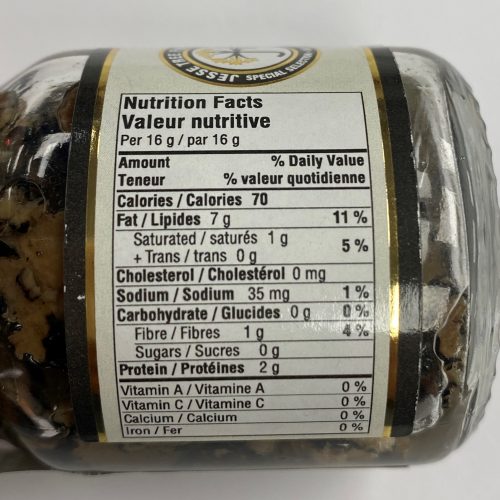 JESSE TREE
SPECIAL SELECTION
Nutrition Facts
Valeur nutritive
Per 16 g / par 16 g
Amount % Daily Value
Teneur % valeur quotidienne
Calories / Calories 70
Fat / Lipides 7 g 11 %
Saturated / saturés 1 g
+ Trans / trans 0 g 5 %
Cholesterol / Cholestérol 0 mg
Sodium / Sodium 35 mg 1 %
Carbohydrate / Glucides 0 g 0 %
Fibre / Fibres 1 g 4 %
Sugars / Sucres 0 g
Protein / Protéines 2 g
Vitamin A / Vitamine A 0 %
Vitamin C / Vitamine C 0 %
Calcium / Calcium 0 %
Iron / Fer 0 %